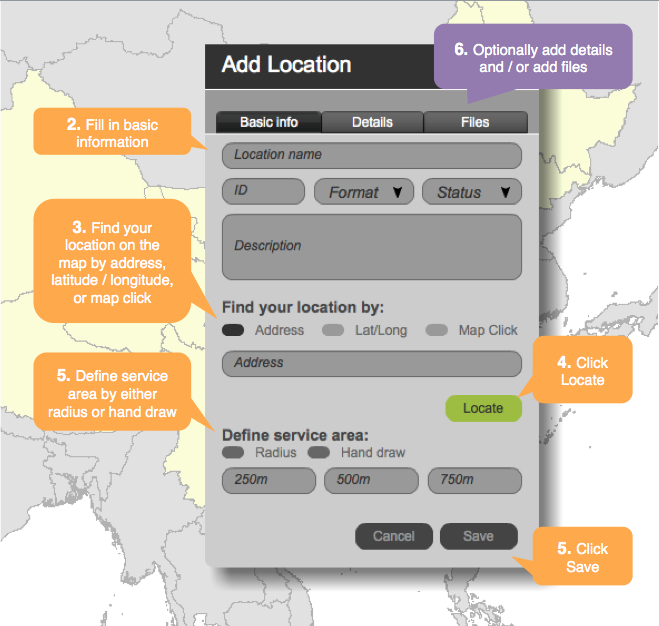 Add Location
6. Optionally add details
and / or add files
2. Fill in basic
information
Basic info
Details
Files
Location name
ID
Format
Status
Description
3. Find your
location on the
map by address,
latitude / longitude,
or map click
Find your location by:
Address
Lat/Long
Map Click
Address
4. Click
Locate
Locate
5. Define service
area by either
radius or hand draw
Define service area:
Radius
Hand draw
250m
500m
750m
Cancel
Save
5. Click
Save